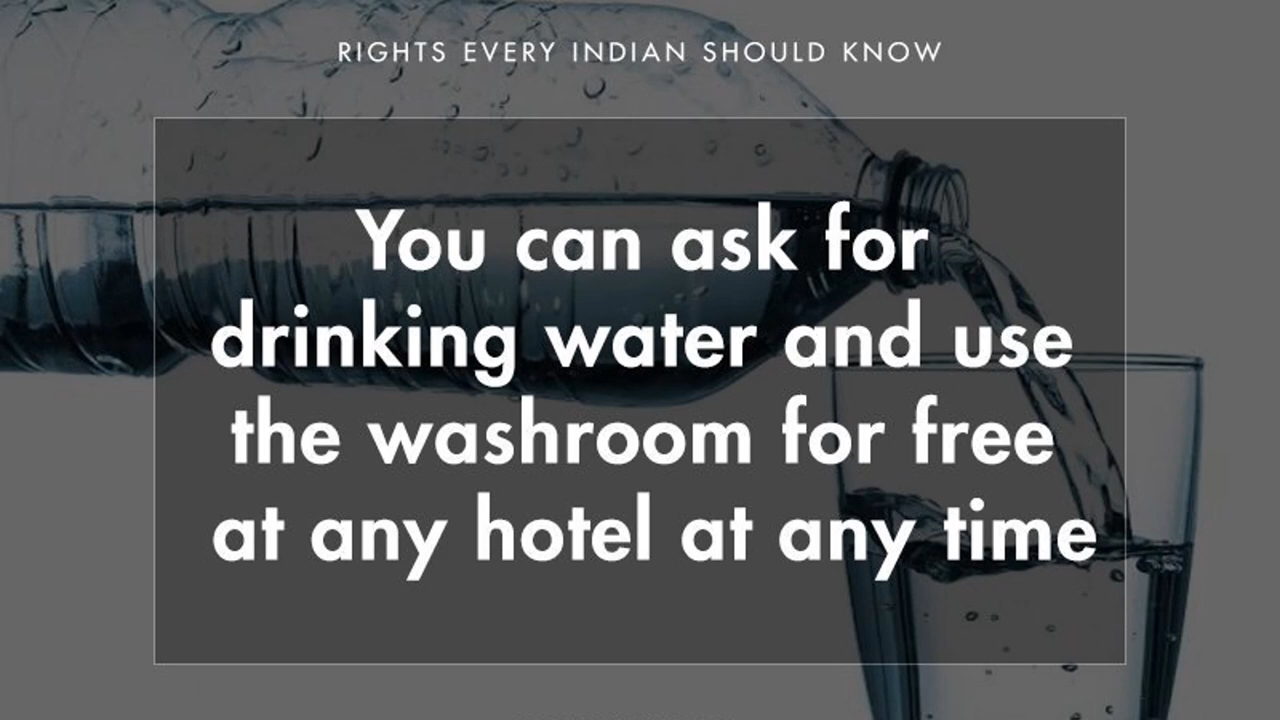 RIGHTS EVERY INDIAN SHOULD KNOW
You can ask for
drinking water and use
the washroom for free
at any hotel at any time